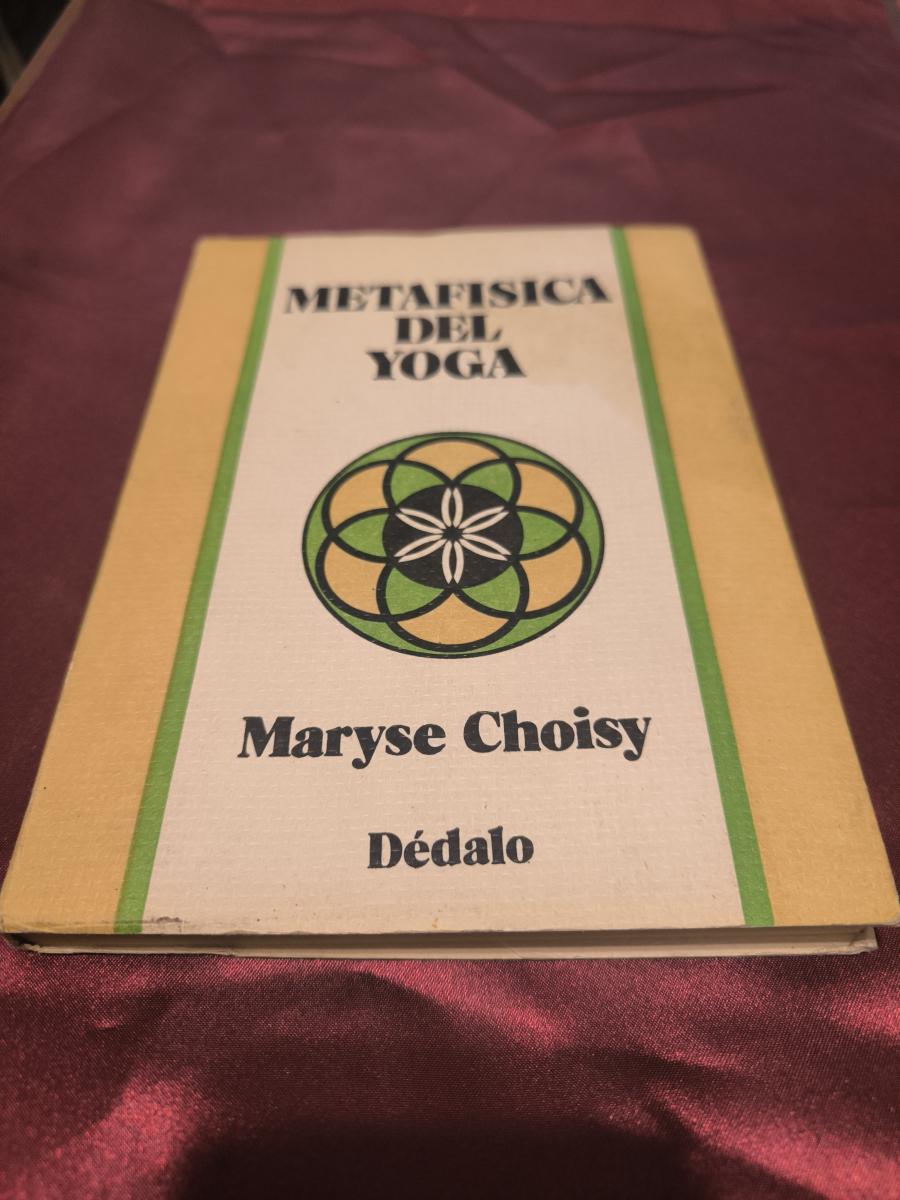 METAFISICA
DEL
YOGA
Maryse Choisy
Dédalo